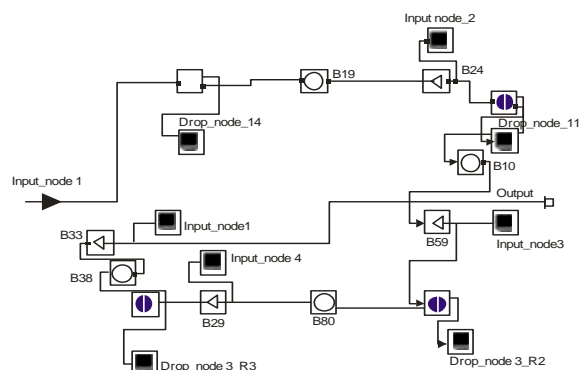 Input node_2
B19
B24
Drop_node_14
Drop_node_11
B10
Input_node 1
Output
Input_node1
B33
B59
Input_node3
Input_node 4
B38
B29
B80
Drop_node 3_R3
Drop_node 3_R2